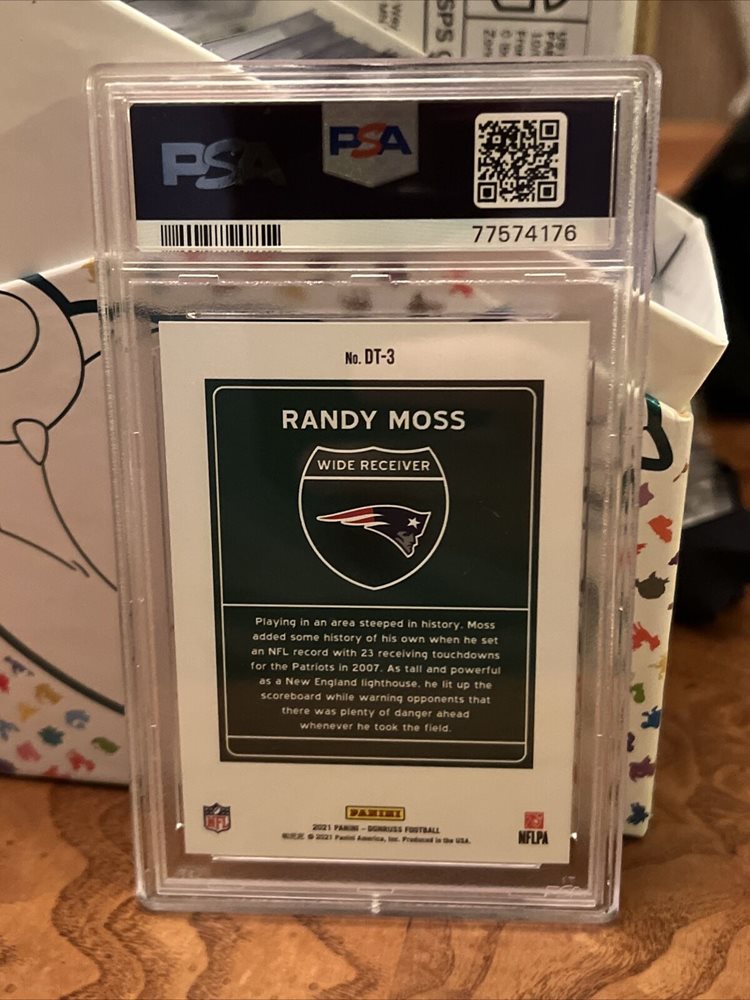 PSA
PSA
77574176
No. DT-3
RANDY MOSS
WIDE RECEIVER
Playing in an area steeped in history, Moss
added some history of his own when he set
an NFL record with 23 receiving touchdowns
for the Patriots in 2007. As tall and powerful
as a New England lighthouse, he lit up the
scoreboard while warning opponents that
there was plenty of danger ahead
whenever he took the field.
NFL
PANINI
NFLPA
2021 PANINI - DONRUSS FOOTBALL
© 2021 Panini America, Inc. Produced in the USA.